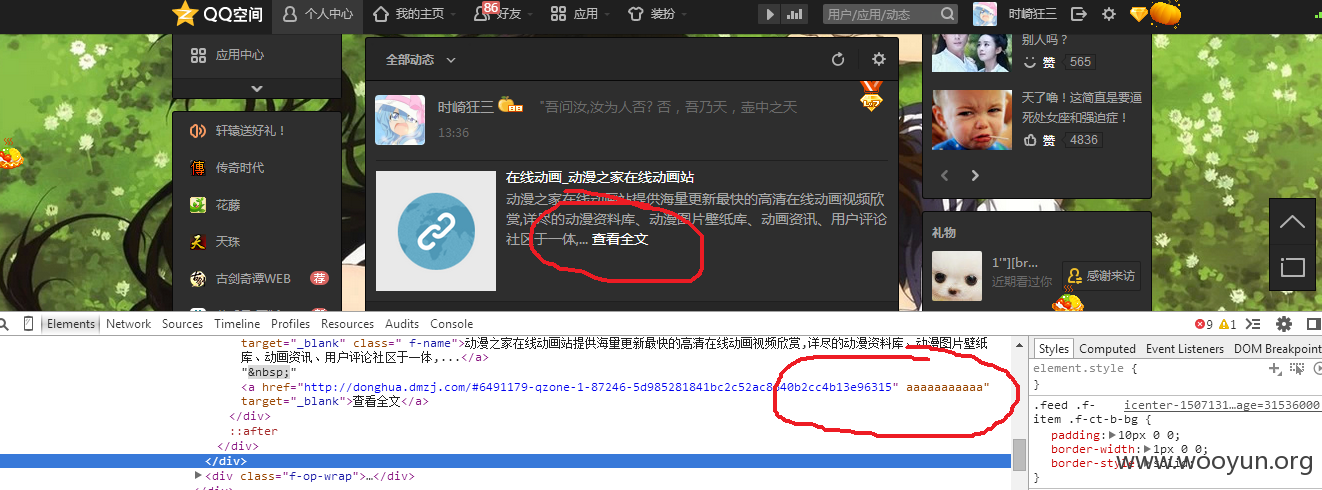 QQ空间 个人中心 我的主页 好友 86 应用 装扮 用户/应用/动态 时崎狂三
应用中心
轩辕送好礼！
传奇时代
花藤
天珠
古剑奇谭WEB 荐
全部动态
时崎狂三 "吾问汝,汝为人否? 否，吾乃天，壶中之天
13:36
在线动画_动漫之家在线动画站
动漫之家在线动画站提供海量更新最快的高清在线动画视频欣
赏,详尽的动漫资料库、动漫图片壁纸库、动画资讯、用户评论
社区于一体,... 查看全文
别人吗？
赞 565
天了噜！这简直是要逼
死处女座和强迫症！
赞 4836
礼物
1'"][br...
近期看过你
感谢来访
Elements Network Sources Timeline Profiles Resources Audits Console 9 1
target="_blank" class=" f-name">动漫之家在线动画站提供海量更新最快的高清在线动画视频欣赏,详尽的动漫资料库、动漫图片壁纸
库、动画资讯、用户评论社区于一体,...</a>
"&nbsp;"
<a href="http://donghua.dmzj.com/#6491179-qzone-1-87246-5d985281841bc2c52ac8d40b2cc4b13e96315" aaaaaaaaaaa"
target="_blank">查看全文</a>
</div>
::after
</div>
</div>
<div class="f-op-wrap">…</div>
</div>
Styles Computed Event Listeners DOM Breakpoint
element.style {
}
.feed .f- icenter-1507131…age=31536000
item .f-ct-b-bg {
padding: 10px 0 0;
border-width: 1px 0 0;
border-style: solid;
}
www.wooyun.org